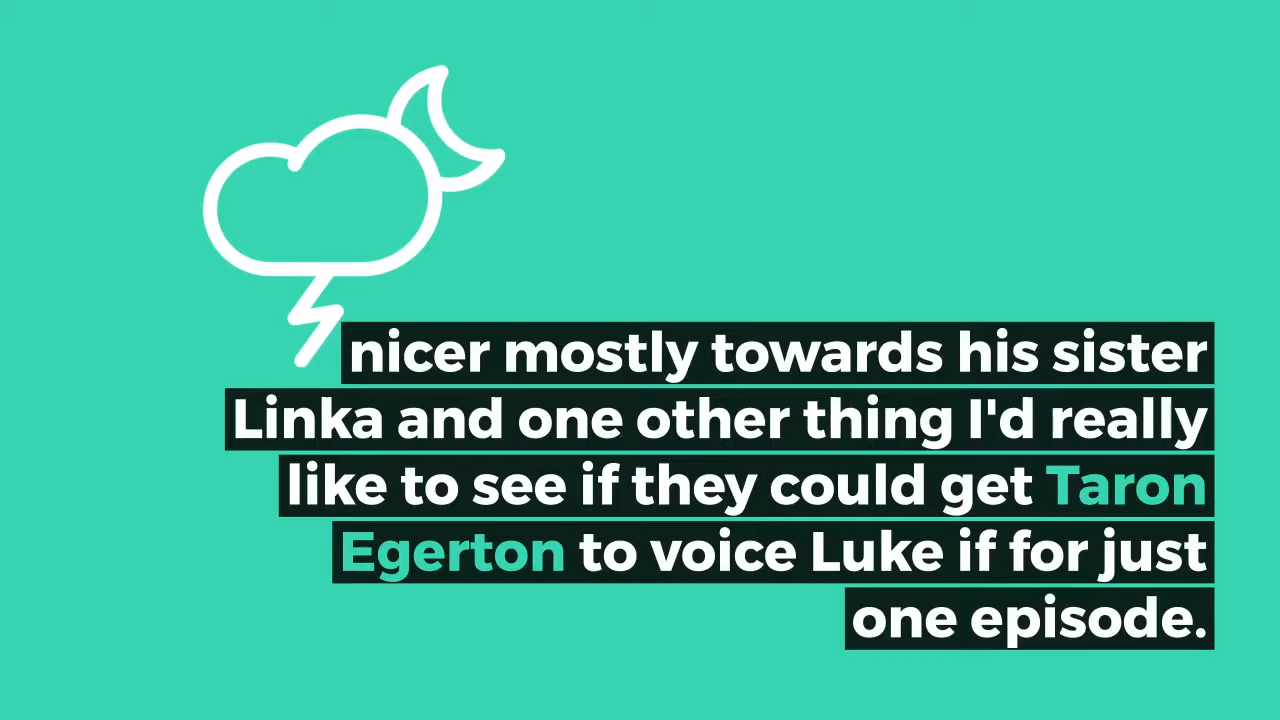 nicer mostly towards his sister
Linka and one other thing I'd really
like to see if they could get Taron
Egerton to voice Luke if for just
one episode.